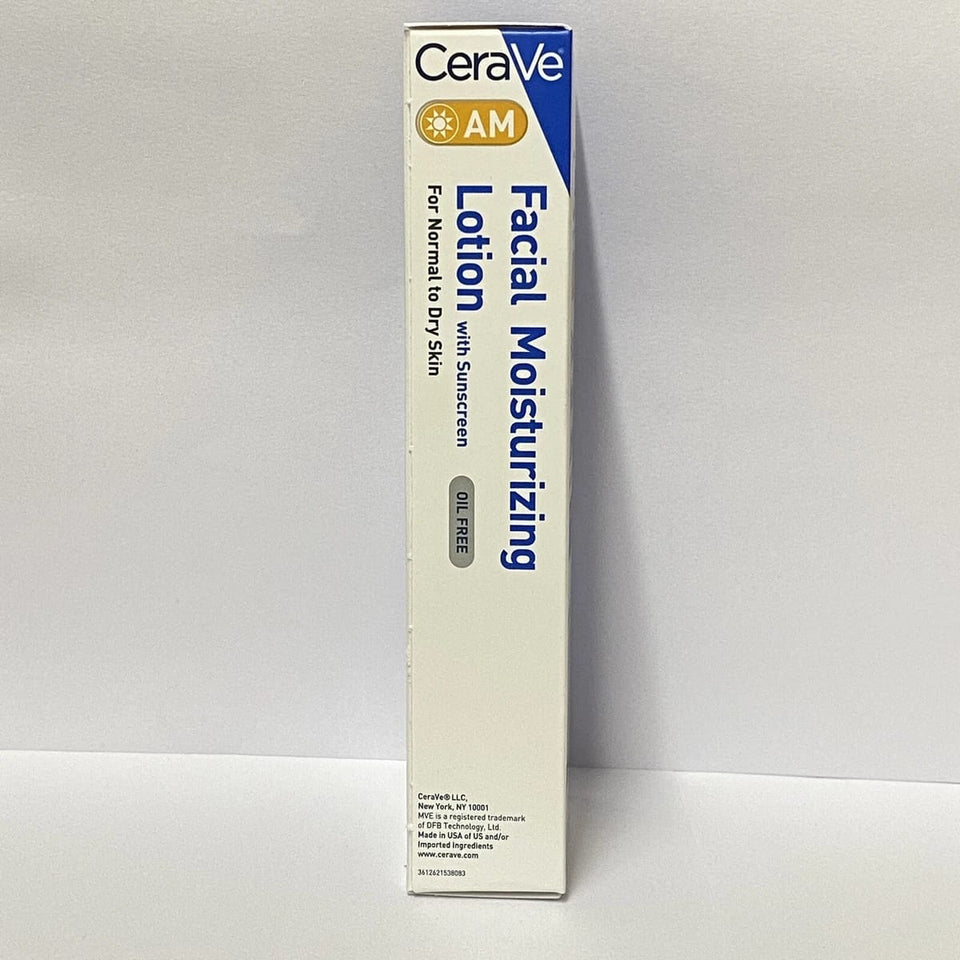 CeraVe®
AM
Facial Moisturizing
Lotion with Sunscreen
For Normal to Dry Skin
OIL FREE
CeraVe® LLC,
New York, NY 10001
MVE is a registered trademark
of DFB Technology, Ltd.
Made in USA of US and/or
Imported ingredients
www.cerave.com
3612621538083